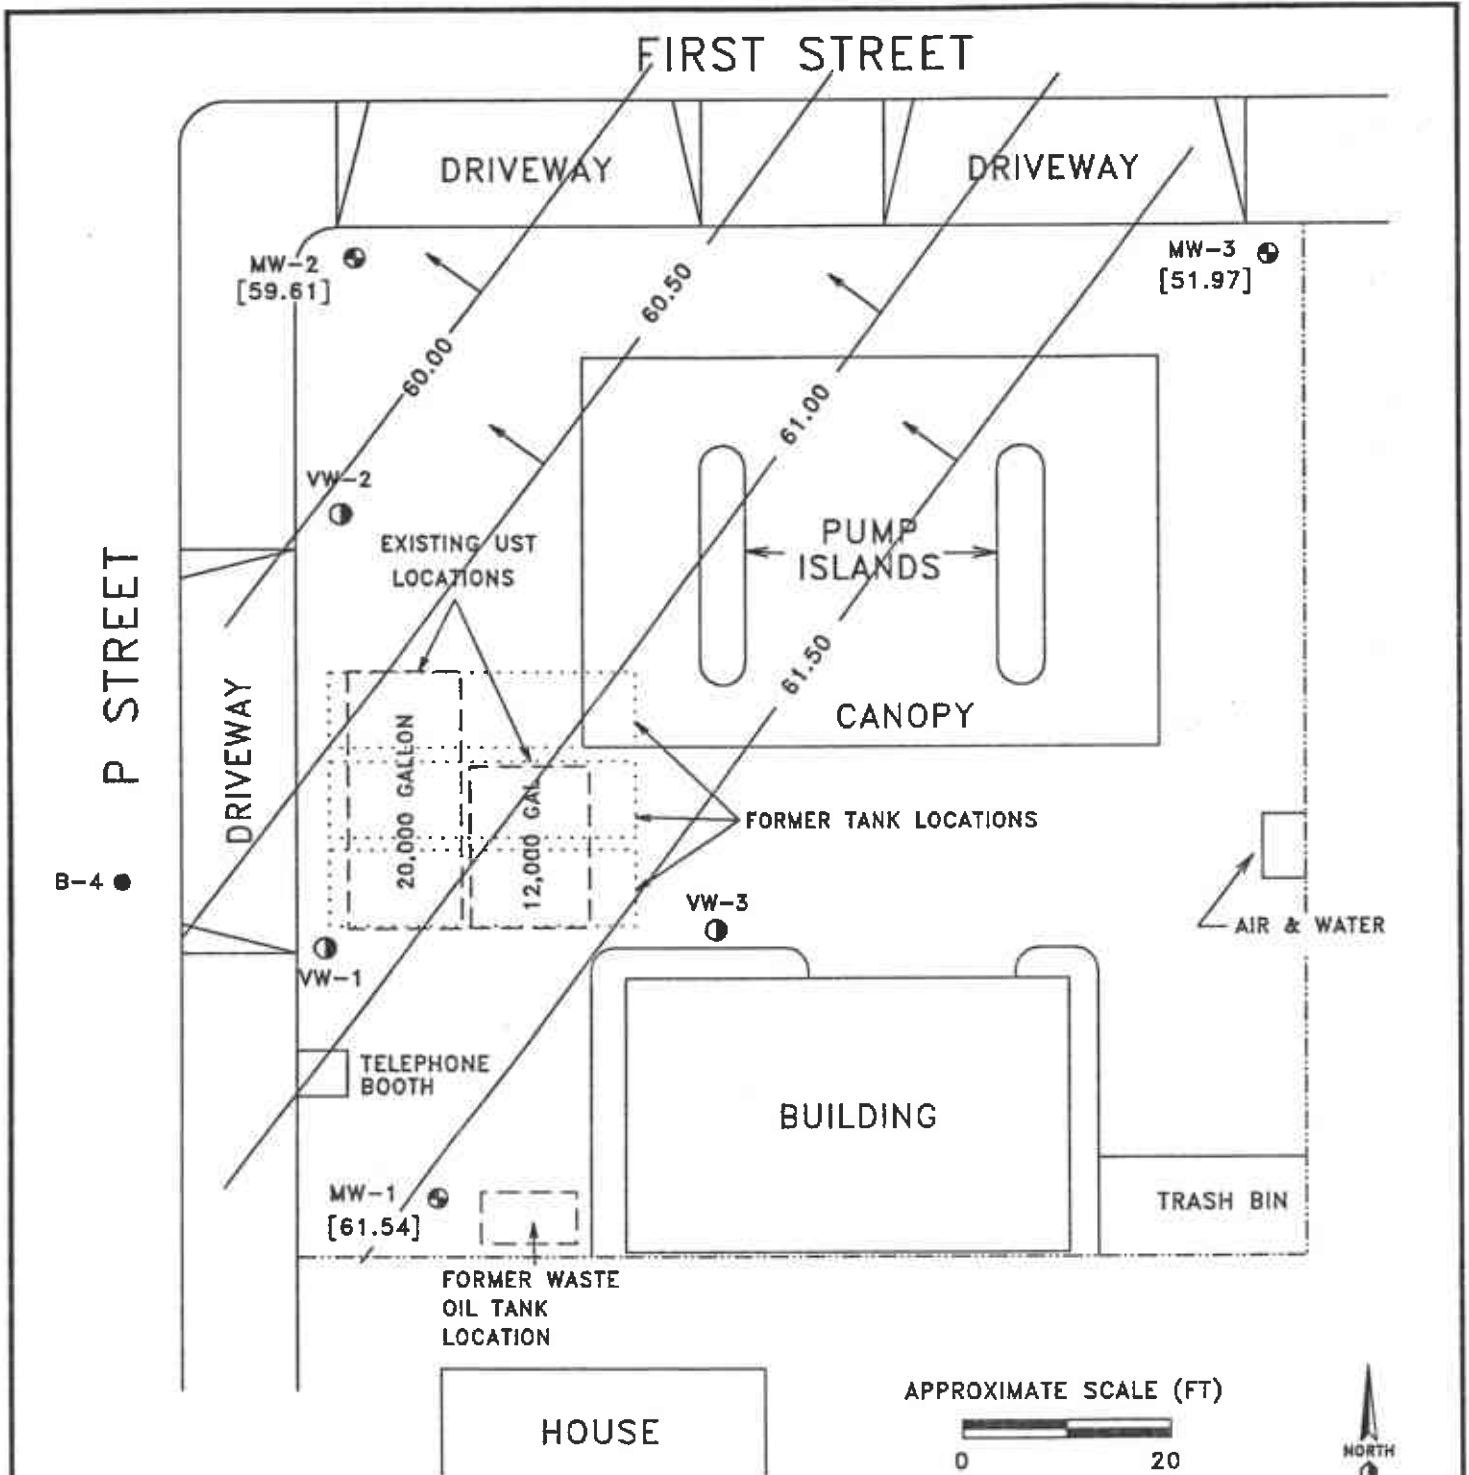 FIRST STREET
DRIVEWAY
DRIVEWAY
MW-2
[59.61]
MW-3
[51.97]
60.50
60.00
61.00
VW-2
EXISTING UST
LOCATIONS
PUMP
ISLANDS
P STREET
61.50
DRIVEWAY
CANOPY
20,000 GALLON
12,000 GAL
FORMER TANK LOCATIONS
B-4
VW-3
AIR & WATER
VW-1
TELEPHONE
BOOTH
BUILDING
MW-1
[61.54]
TRASH BIN
FORMER WASTE
OIL TANK
LOCATION
APPROXIMATE SCALE (FT)
HOUSE
0 20
NORTH